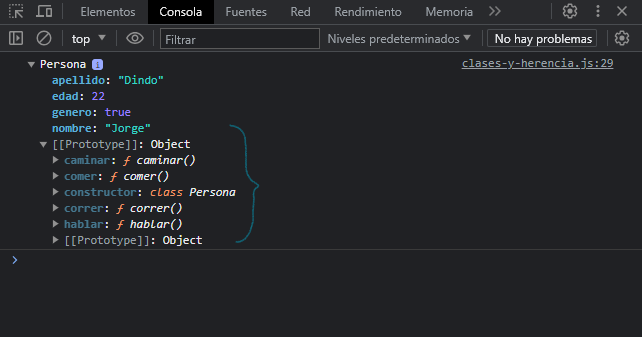 Elementos Consola Fuentes Red Rendimiento Memoria
top Filtrar Niveles predeterminados No hay problemas
Persona i clases-y-herencia.js:29
apellido: "Dindo"
edad: 22
genero: true
nombre: "Jorge"
[[Prototype]]: Object
caminar: ƒ caminar()
comer: ƒ comer()
constructor: class Persona
correr: ƒ correr()
hablar: ƒ hablar()
[[Prototype]]: Object